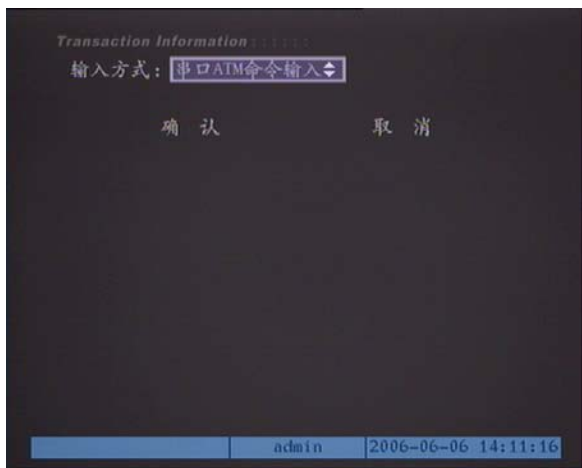 Transaction Information::::::
输入方式: 串口ATM命令输入
确 认 取 消
admin 2006-06-06 14:11:16